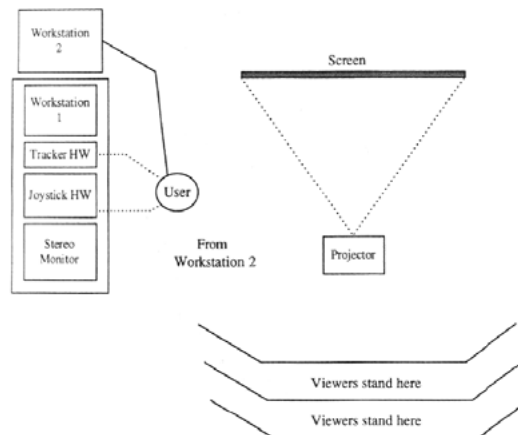 Workstation
2
Screen
Workstation
1
Tracker HW
Joystick HW
User
Stereo
Monitor
From
Workstation 2
Projector
Viewers stand here
Viewers stand here